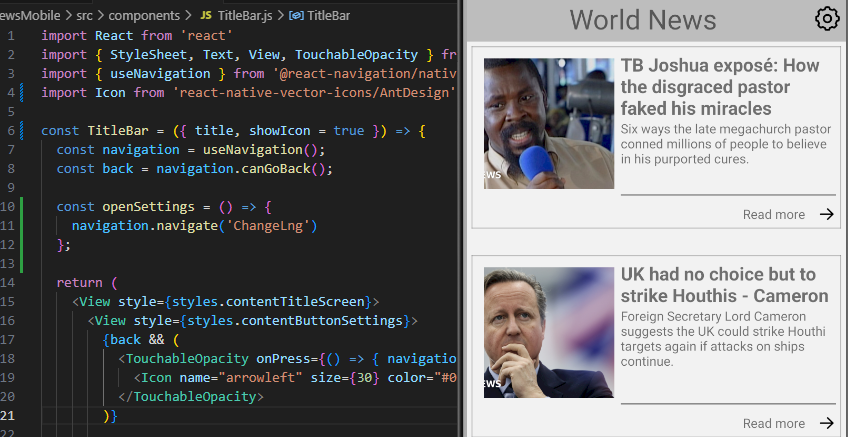 ewsMobile > src > components > JS TitleBar.js > TitleBar
1 import React from 'react'
2 import { StyleSheet, Text, View, TouchableOpacity } fr
3 import { useNavigation } from '@react-navigation/nativ
4 import Icon from 'react-native-vector-icons/AntDesign'
5
6 const TitleBar = ({ title, showIcon = true }) => {
7 const navigation = useNavigation();
8 const back = navigation.canGoBack();
9
10 const openSettings = () => {
11 navigation.navigate('ChangeLng')
12 };
13
14 return (
15 <View style={styles.contentTitleScreen}>
16 <View style={styles.contentButtonSettings}>
17 {back && (
18 <TouchableOpacity onPress={() => { navigation
19 <Icon name="arrowleft" size={30} color="#0
20 </TouchableOpacity>
21 )}
World News
TB Joshua exposé: How
the disgraced pastor
faked his miracles
Six ways the late megachurch pastor
conned millions of people to believe
in his purported cures.
EWS
Read more
UK had no choice but to
strike Houthis - Cameron
Foreign Secretary Lord Cameron
suggests the UK could strike Houthi
targets again if attacks on ships
continue.
EWS
Read more